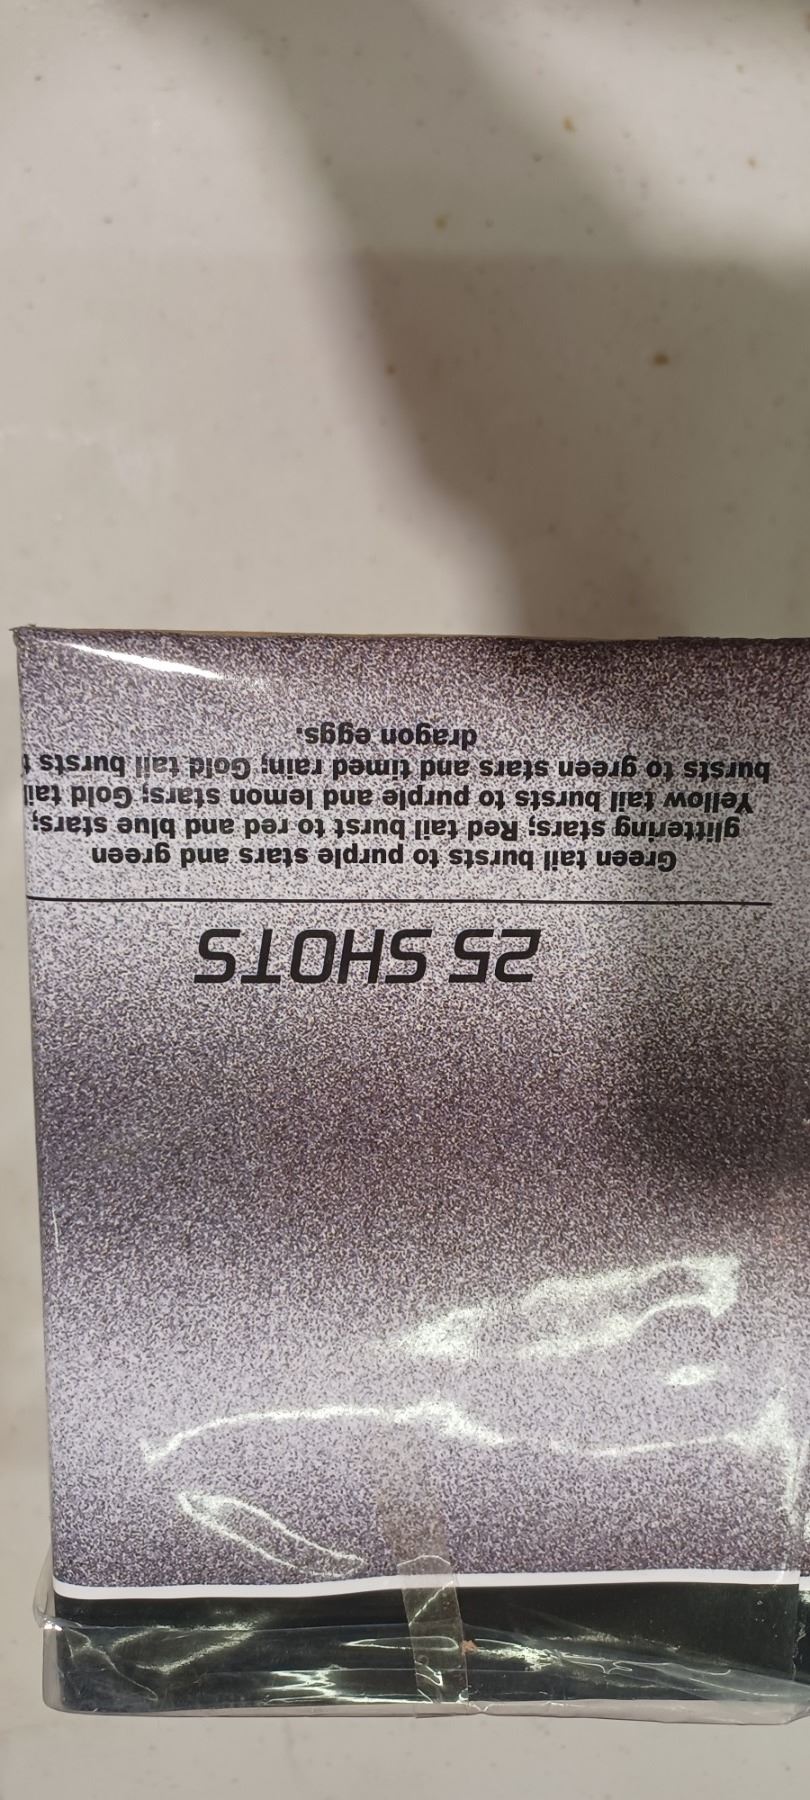 25 SHOTS
Green tail bursts to purple stars and green
glittering stars; Red tail burst to red and blue stars;
Yellow tail bursts to purple and lemon stars; Gold tail
bursts to green stars and timed rain; Gold tail bursts
dragon eggs.